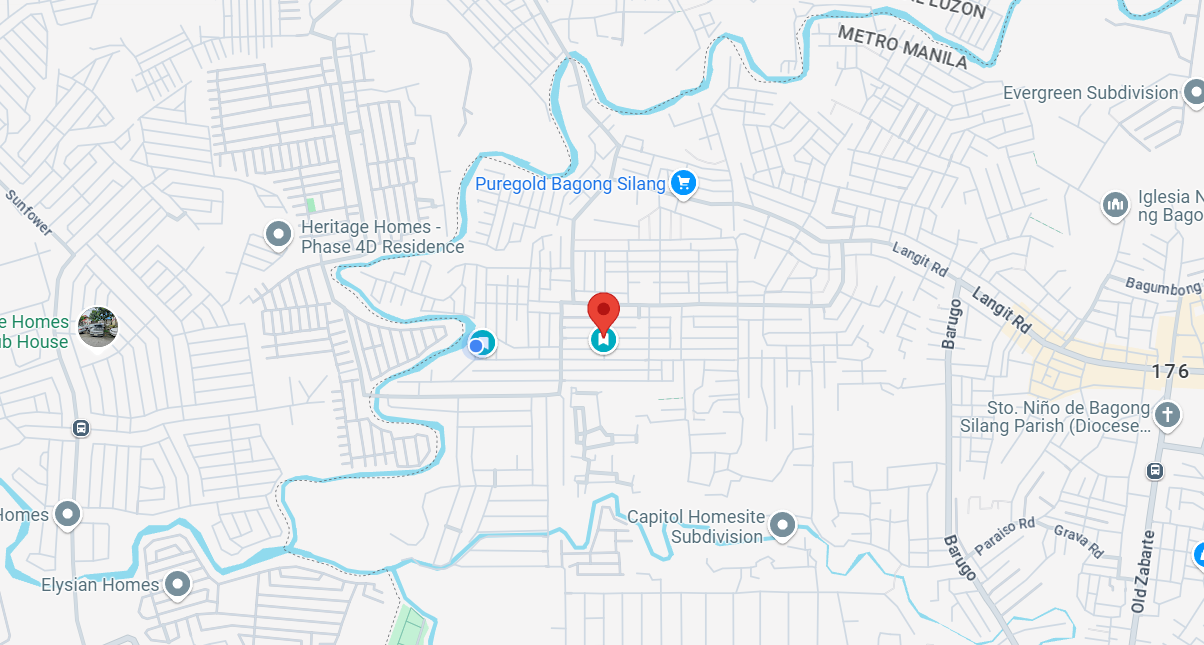 LUZON
METRO MANILA
Evergreen Subdivision
Puregold Bagong Silang
Sunflower
Iglesia N
ng Bago
Heritage Homes -
Phase 4D Residence
Langit Rd
Bagumbong
Langit Rd
Barugo
e Homes
ub House
176
Sto. Niño de Bagong
Silang Parish (Diocese...
Homes
Capitol Homesite
Subdivision
Paraiso Rd
Grava Rd
Barugo
Old Zabarte
Elysian Homes